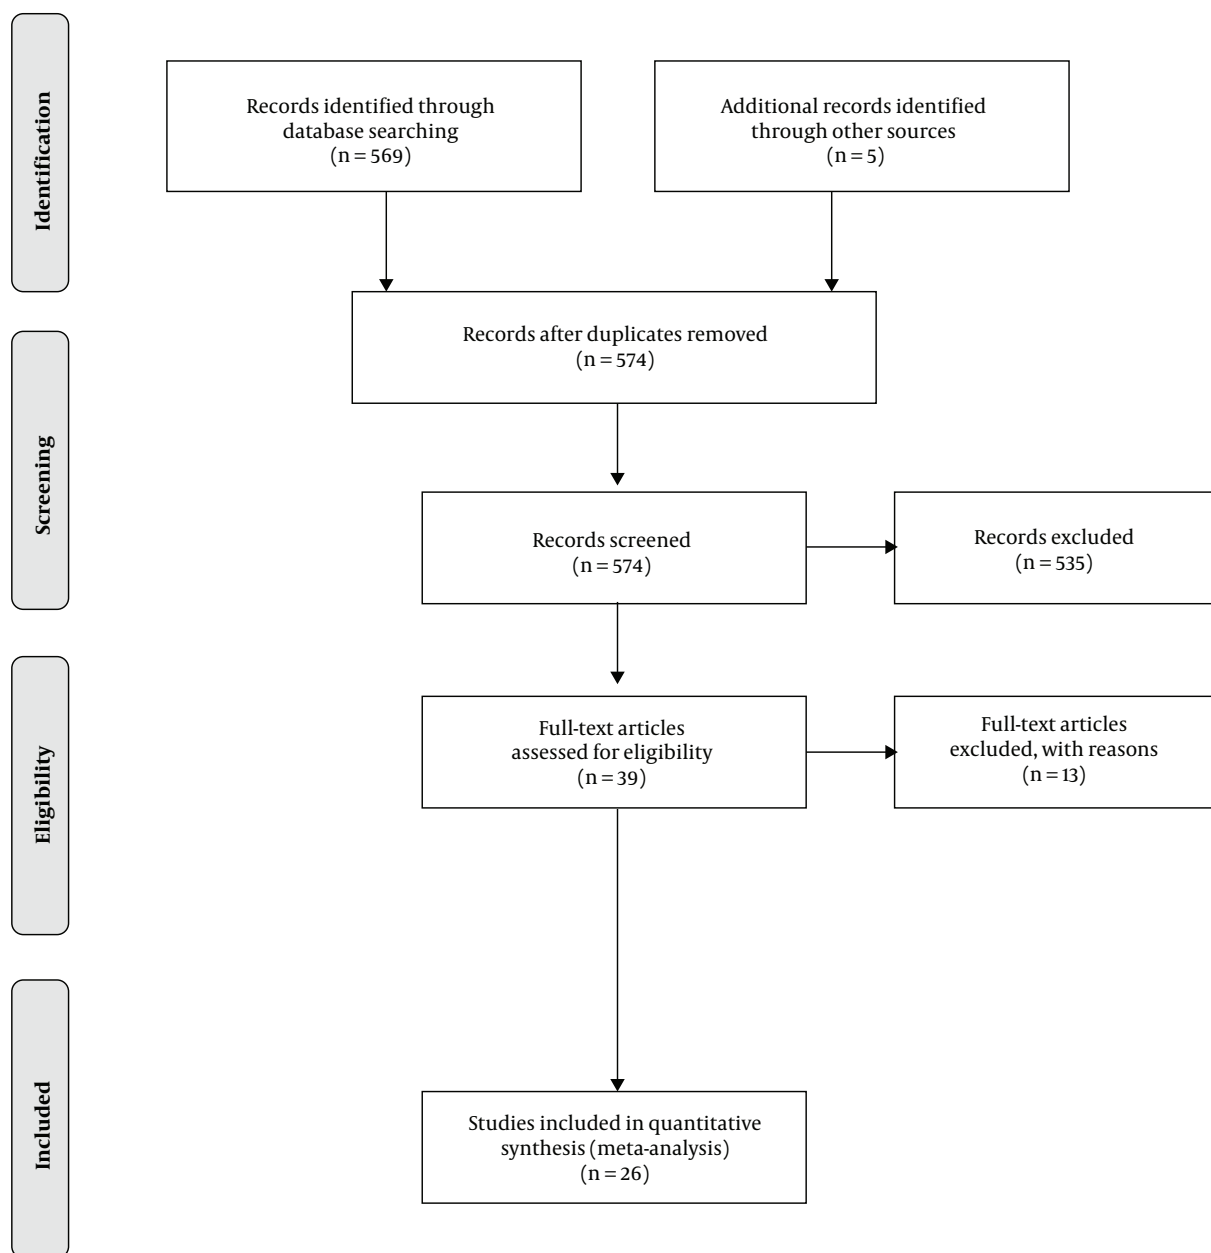 Identification
Records identified through
database searching
(n = 569)
Additional records identified
through other sources
(n = 5)
Records after duplicates removed
(n = 574)
Screening
Records screened
(n = 574)
Records excluded
(n = 535)
Eligibility
Full-text articles
assessed for eligibility
(n = 39)
Full-text articles
excluded, with reasons
(n = 13)
Included
Studies included in quantitative
synthesis (meta-analysis)
(n = 26)